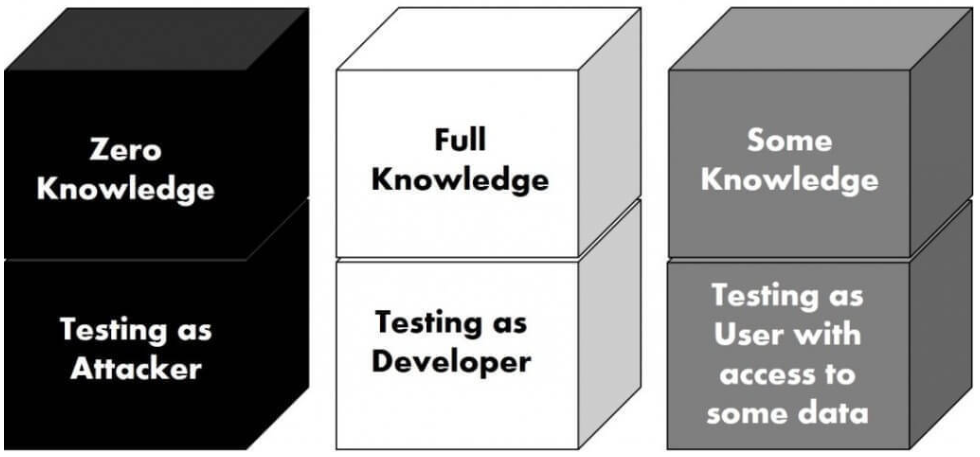 Zero
Knowledge
Testing as
Attacker
Full
Knowledge
Testing as
Developer
Some
Knowledge
Testing as
User with
access to
some data